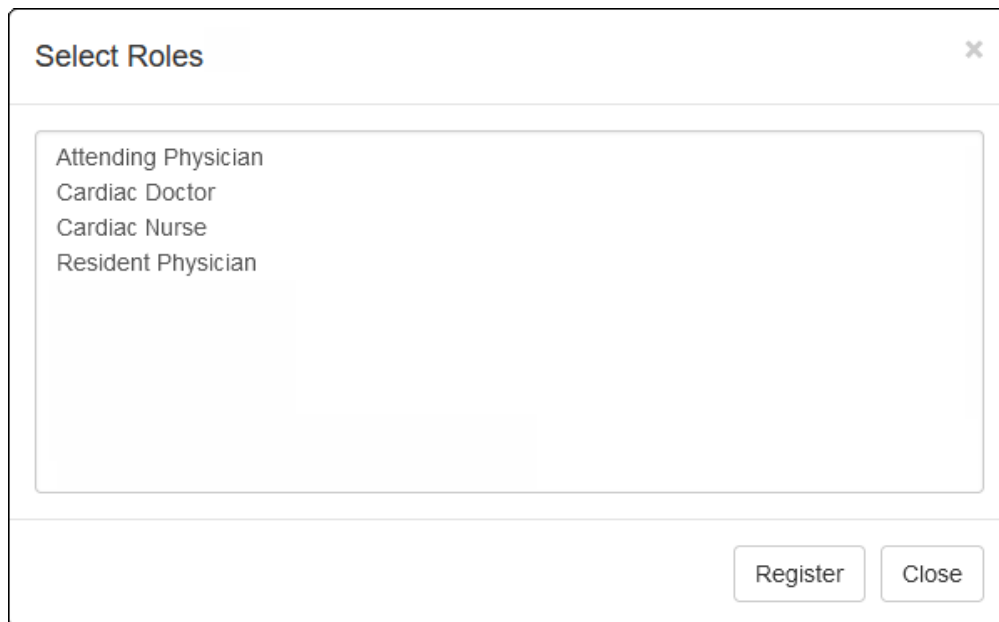 Select Roles ×
Attending Physician
Cardiac Doctor
Cardiac Nurse
Resident Physician
Register Close